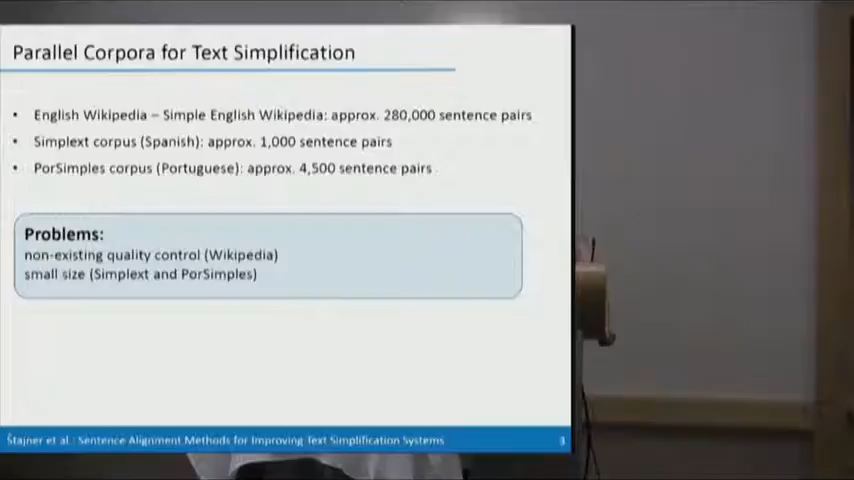 Parallel Corpora for Text Simplification
• English Wikipedia – Simple English Wikipedia: approx. 280,000 sentence pairs
• Simplext corpus (Spanish): approx. 1,000 sentence pairs
• PorSimples corpus (Portuguese): approx. 4,500 sentence pairs
Problems:
non-existing quality control (Wikipedia)
small size (Simplext and PorSimples)
Štajner et al.: Sentence Alignment Methods for Improving Text Simplification Systems 3